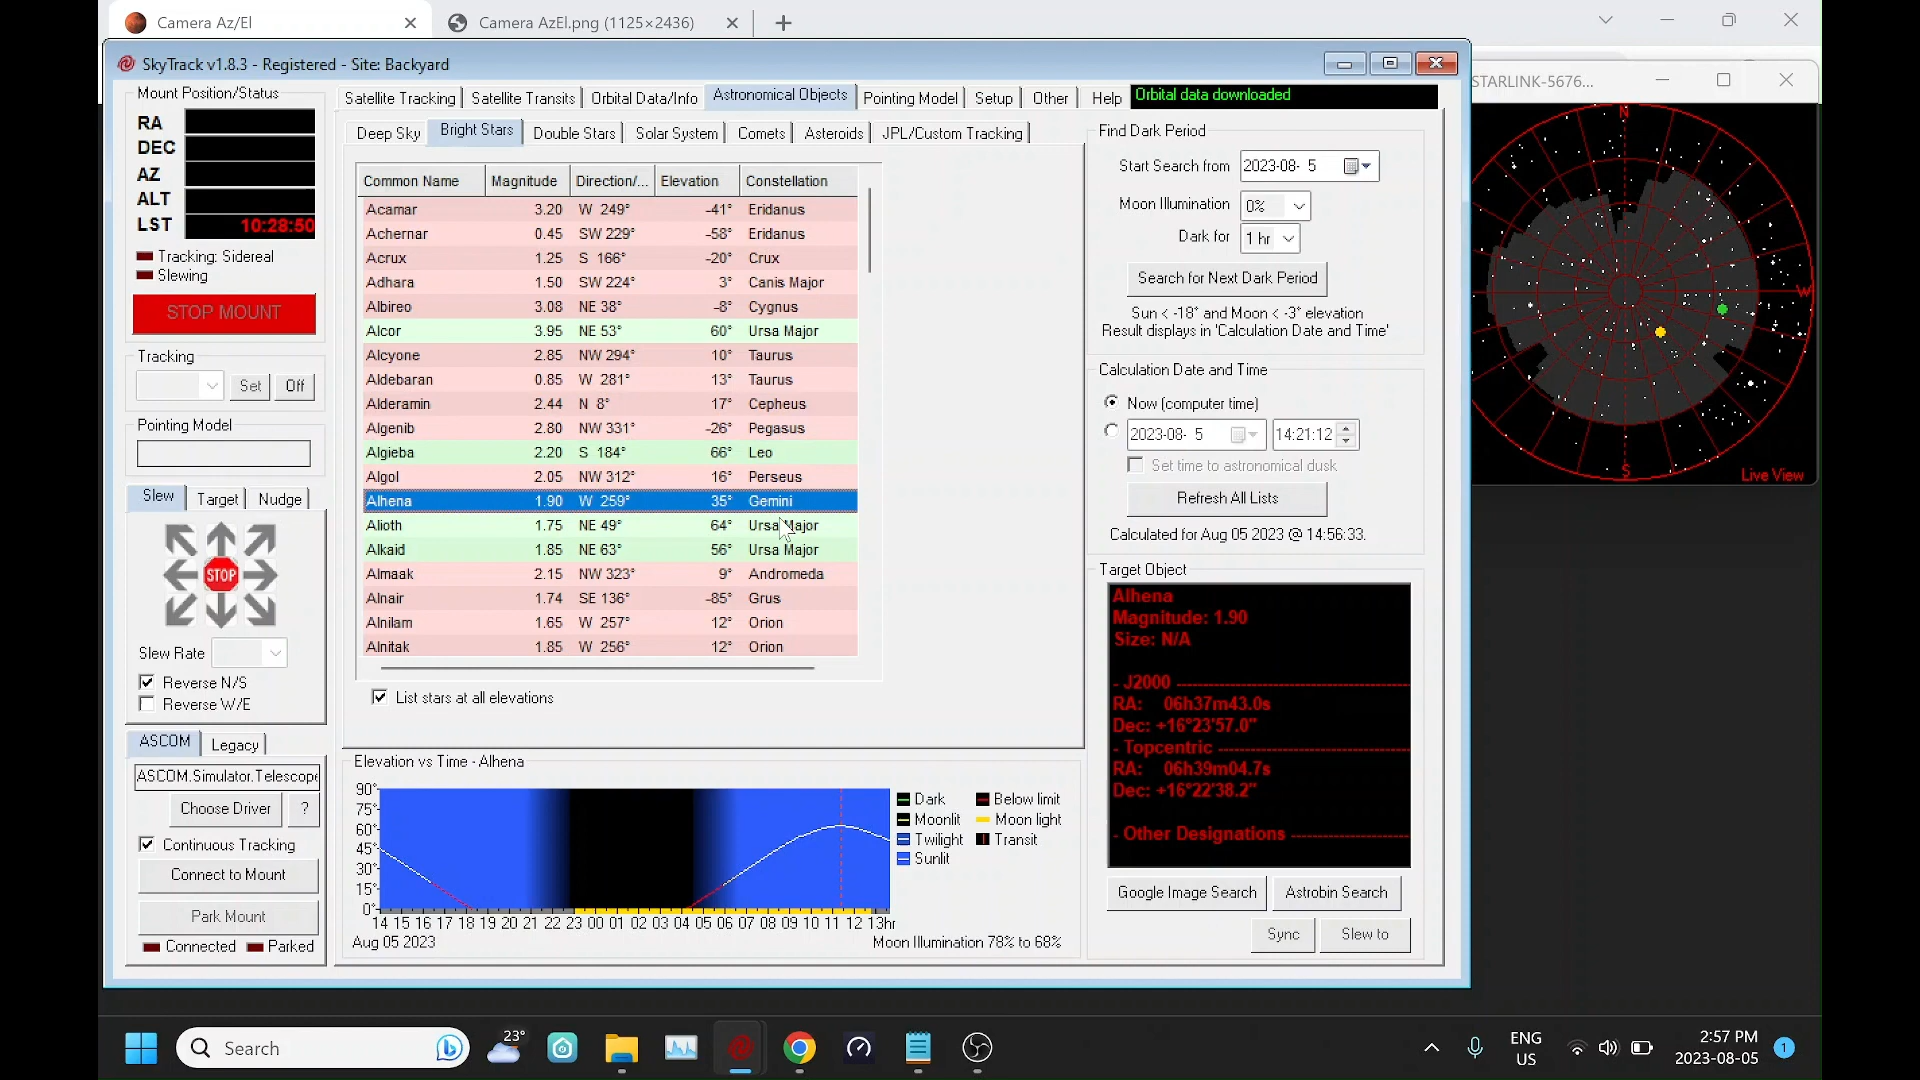 Camera Az/El
Camera AzEl.png (1125×2436)
SkyTrack v1.8.3 - Registered - Site: Backyard
STARLINK-5676...
Mount Position/Status
RA
DEC
AZ
ALT
LST 10:28:50
Tracking: Sidereal
Slewing
STOP MOUNT
Tracking
Set Off
Pointing Model
Slew Target Nudge
STOP
Slew Rate
Reverse N/S
Reverse W/E
ASCOM Legacy
ASCOM.Simulator.Telescope
Choose Driver ?
Continuous Tracking
Connect to Mount
Park Mount
Connected Parked
Satellite Tracking Satellite Transits Orbital Data/Info Astronomical Objects Pointing Model Setup Other Help
Orbital data downloaded
Deep Sky Bright Stars Double Stars Solar System Comets Asteroids JPL/Custom Tracking
Common Name Magnitude Direction/... Elevation Constellation
Acamar 3.20 W 249° -41° Eridanus
Achernar 0.45 SW 229° -58° Eridanus
Acrux 1.25 S 166° -20° Crux
Adhara 1.50 SW 224° 3° Canis Major
Albireo 3.08 NE 38° -8° Cygnus
Alcor 3.95 NE 53° 60° Ursa Major
Alcyone 2.85 NW 294° 10° Taurus
Aldebaran 0.85 W 281° 13° Taurus
Alderamin 2.44 N 8° 17° Cepheus
Algenib 2.80 NW 331° -26° Pegasus
Algieba 2.20 S 184° 66° Leo
Algol 2.05 NW 312° 16° Perseus
Alhena 1.90 W 259° 35° Gemini
Alioth 1.75 NE 49° 64° Ursa Major
Alkaid 1.85 NE 63° 56° Ursa Major
Almaak 2.15 NW 323° 9° Andromeda
Alnair 1.74 SE 136° -85° Grus
Alnilam 1.65 W 257° 12° Orion
Alnitak 1.85 W 256° 12° Orion
List stars at all elevations
Elevation vs Time - Alhena
90°
75°
60°
45°
30°
15°
0°
14 15 16 17 18 19 20 21 22 23 00 01 02 03 04 05 06 07 08 09 10 11 12 13hr
Aug 05 2023
Moon Illumination 78% to 68%
Dark Below limit
Moonlit Moon light
Twilight Transit
Sunlit
Find Dark Period
Start Search from 2023-08- 5
Moon Illumination 0%
Dark for 1 hr
Search for Next Dark Period
Sun < -18° and Moon < -3° elevation
Result displays in 'Calculation Date and Time'
Calculation Date and Time
Now (computer time)
2023-08- 5 14:21:12
Set time to astronomical dusk
Refresh All Lists
Calculated for Aug 05 2023 @ 14:56:33.
Target Object
Alhena
Magnitude: 1.90
Size: N/A
- J2000
RA: 06h37m43.0s
Dec: +16°23'57.0"
- Topcentric
RA: 06h39m04.7s
Dec: +16°22'38.2"
- Other Designations
Google Image Search Astrobin Search
Sync Slew to
N
W
S
Live View
Search
23°
ENG
US
2:57 PM
2023-08-05
1